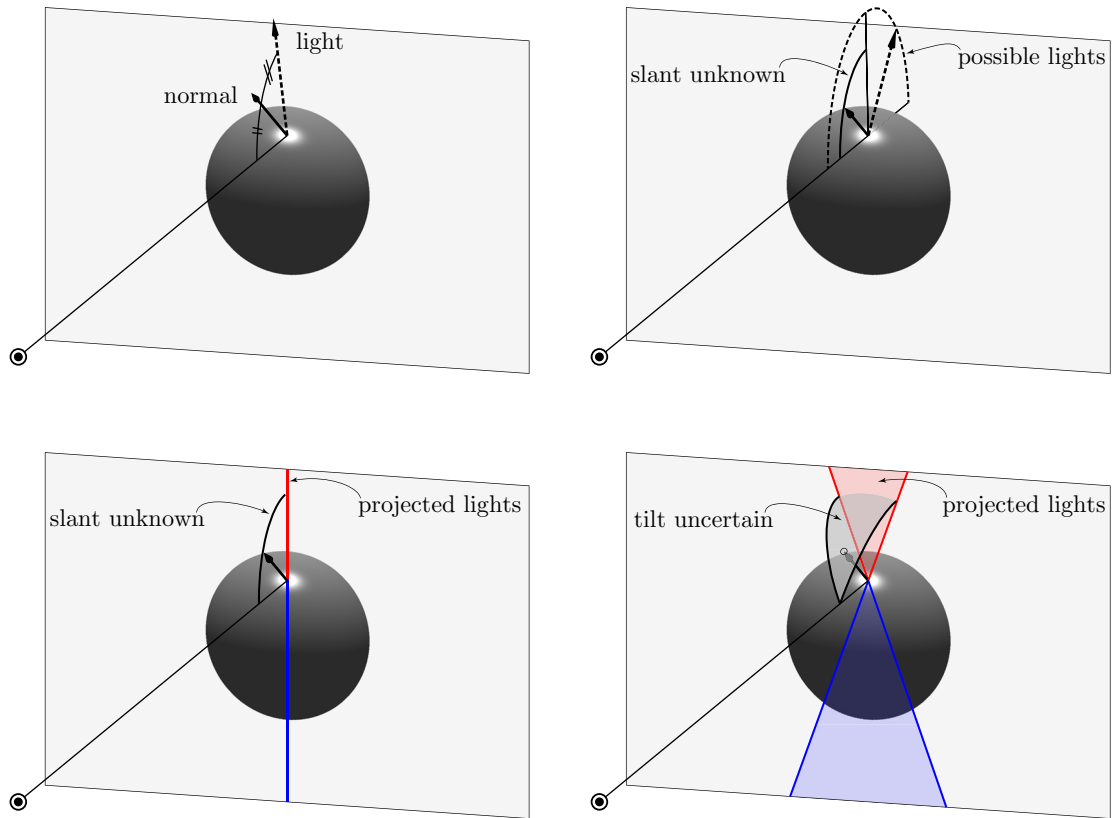 light
normal
slant unknown
possible lights
slant unknown
projected lights
tilt uncertain
projected lights